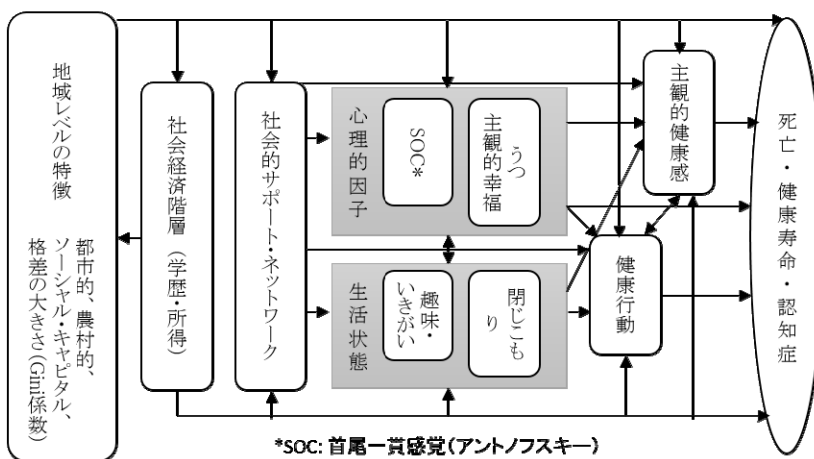 地域レベルの特徴
都市的、農村的、
ソーシャル・キャピタル、
格差の大きさ(Gini係数)
社会経済階層 (学歴・所得)
社会的サポート・ネットワーク
心理的因子
SOC*
うつ
主観的幸福
生活状態
趣味・
いきがい
閉じこも
り
主観的健康感
健康行動
死亡・健康寿命・認知症
*SOC: 首尾一貫感覚(アントノフスキー)